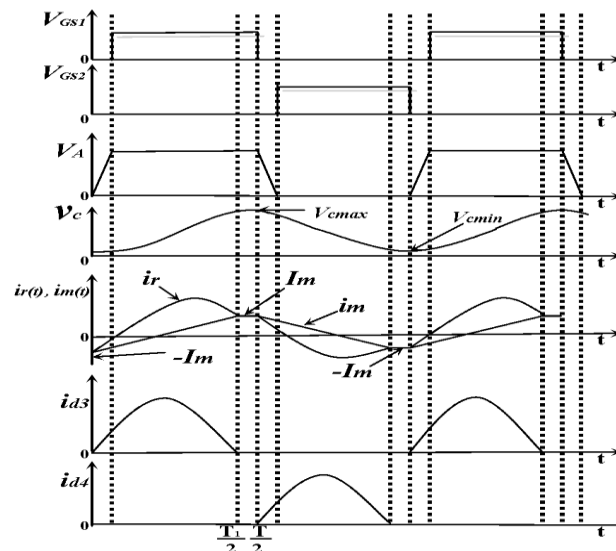 VGS1
0
t
VGS2
0
t
VA
0
t
vc
Vcmax
Vcmin
0
t
ir(t), im(t)
ir
Im
im
0
t
-Im
-Im
id3
0
t
id4
0
t
T1/2
T/2